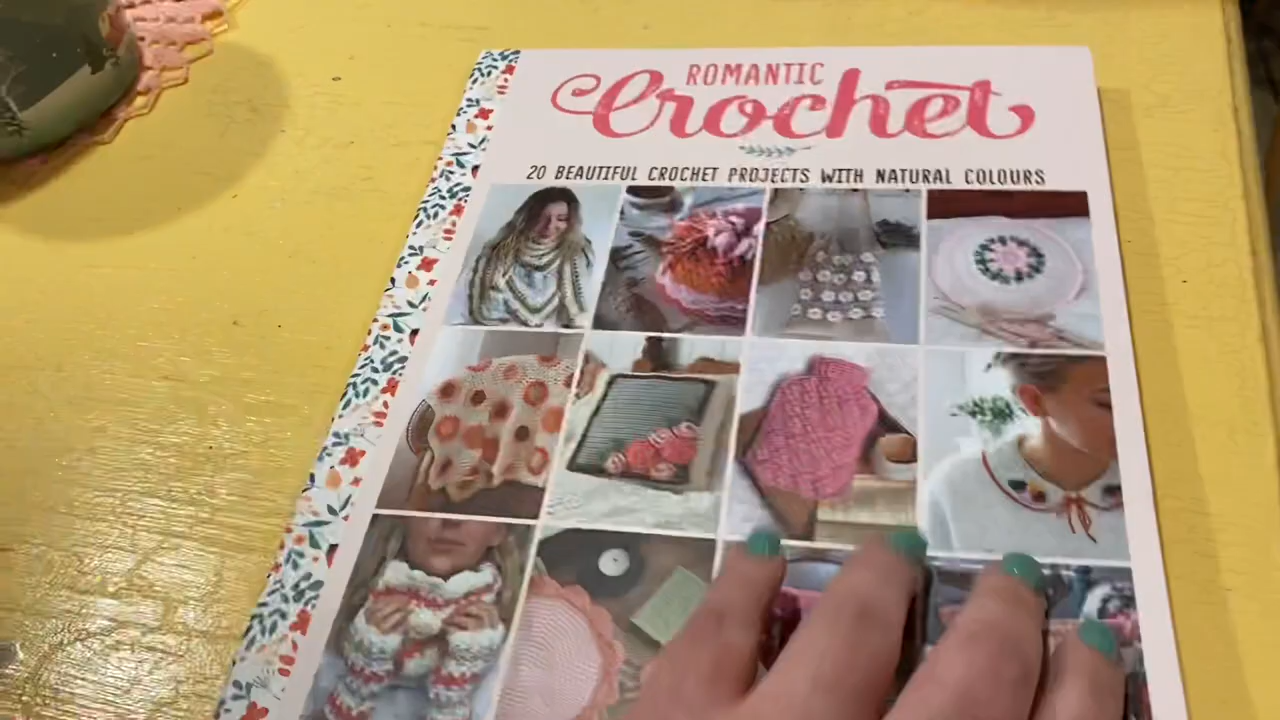 ROMANTIC
Crochet
20 BEAUTIFUL CROCHET PROJECTS WITH NATURAL COLOURS